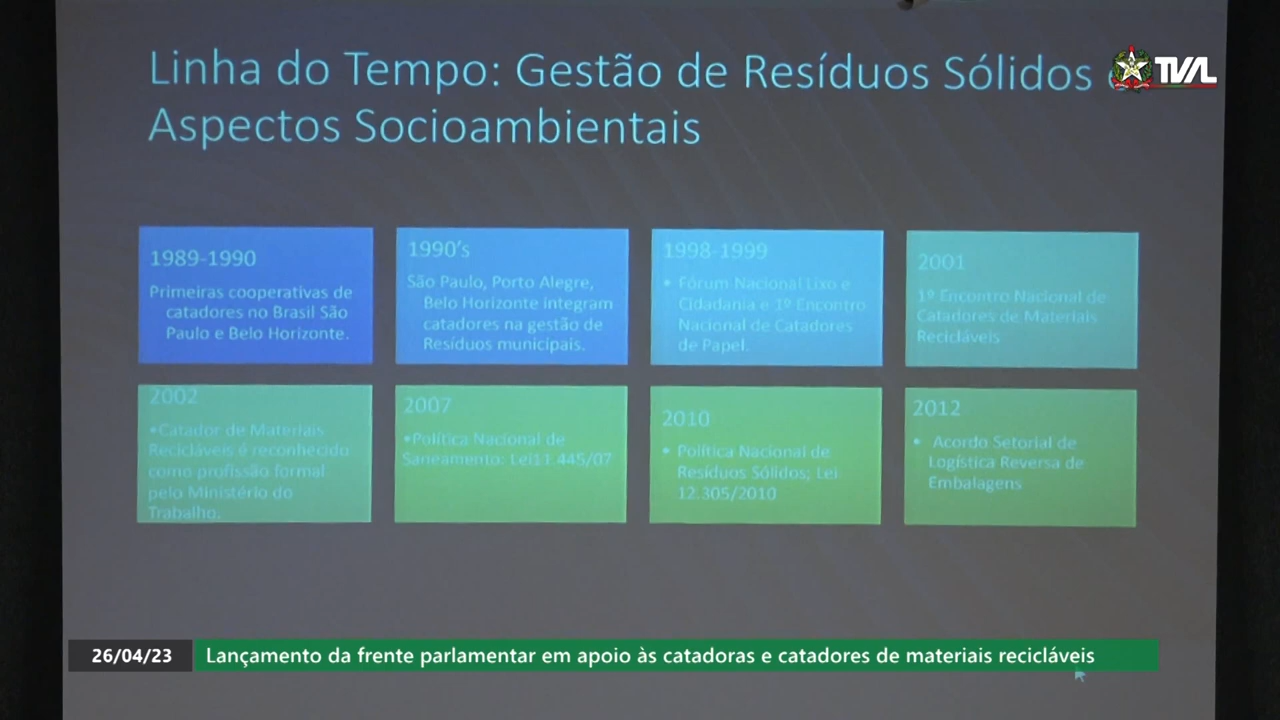 Linha do Tempo: Gestão de Resíduos Sólidos
Aspectos Socioambientais
TVAL
1989-1990
Primeiras cooperativas de
catadores no Brasil São
Paulo e Belo Horizonte.
1990's
São Paulo, Porto Alegre,
Belo Horizonte integram
catadores na gestão de
Resíduos municipais.
1998-1999
• Fórum Nacional Lixo e
Cidadania e 1º Encontro
Nacional de Catadores
de Papel.
2001
1º Encontro Nacional de
Catadores de Materiais
Recicláveis
2002
•Catador de Materiais
Recicláveis é reconhecido
como profissão formal
pelo Ministério do
Trabalho.
2007
•Política Nacional de
Saneamento: Lei11.445/07
2010
• Política Nacional de
Resíduos Sólidos; Lei
12.305/2010
2012
• Acordo Setorial de
Logística Reversa de
Embalagens
26/04/23
Lançamento da frente parlamentar em apoio às catadoras e catadores de materiais recicláveis